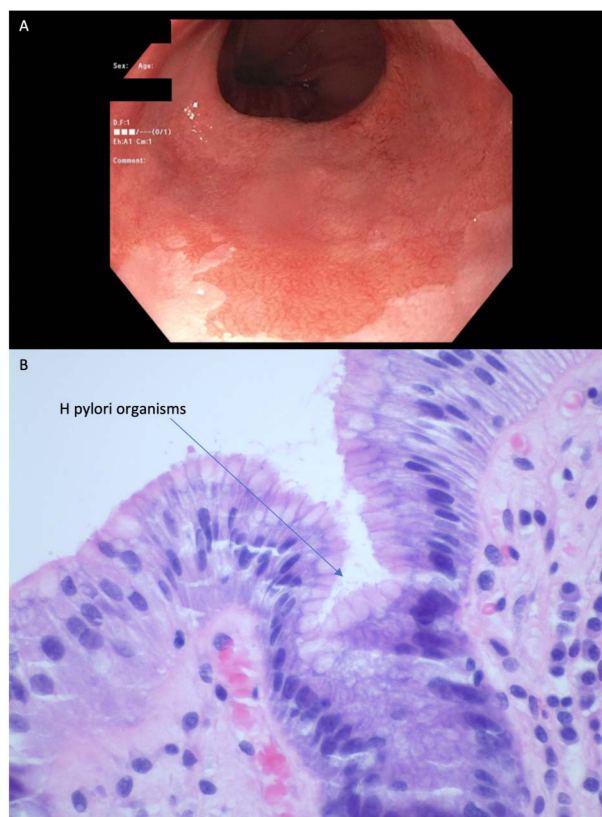 A
Sex: Age:
D.F:1
■■■/---(0/1)
Eh:A1 Cm:1
Comment:
B
H pylori organisms